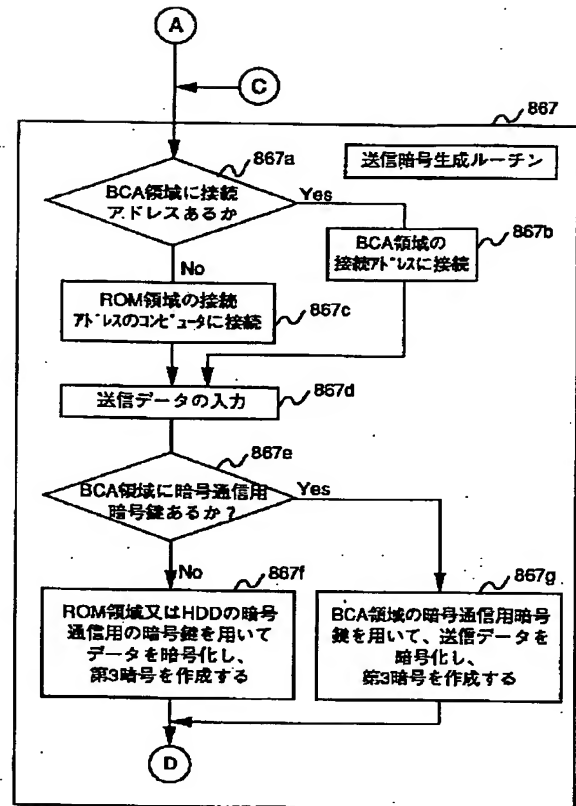 A
C
867
867a
送信暗号生成ルーチン
BCA領域に接続
アドレスあるか
Yes
867b
BCA領域の
接続アドレスに接続
No
ROM領域の接続
アドレスのコンピュータに接続
867c
送信データの入力
867d
867e
BCA領域に暗号通信用
暗号鍵あるか?
Yes
No
867f
867g
ROM領域又はHDDの暗号
通信用の暗号鍵を用いて
データを暗号化し、
第3暗号を作成する
BCA領域の暗号通信用暗号
鍵を用いて、送信データを
暗号化し、
第3暗号を作成する
D